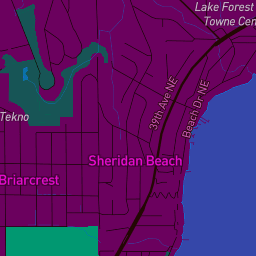 Lake Forest
Towne Cen
39th Ave NE
Beach Dr NE
Tekno
Sheridan Beach
Briarcrest